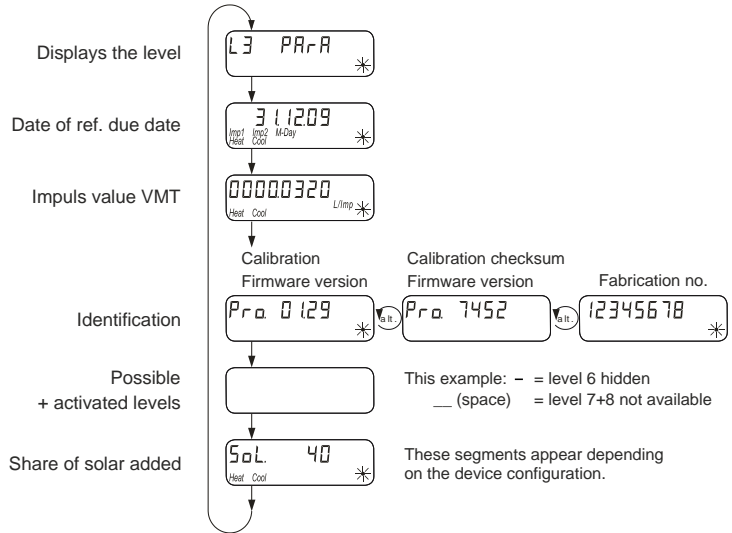 Displays the level
L3 PArA
Date of ref. due date
31.12.09
Imp1 Imp2 M-Day
Heat Cool
Impuls value VMT
0000.0320
L/Imp
Heat Cool
Calibration
Firmware version
Calibration checksum
Firmware version
Fabrication no.
Identification
Pro. 01.29
alt.
Pro. 7452
alt.
12345678
Possible
+ activated levels
This example: – = level 6 hidden
__ (space) = level 7+8 not available
Share of solar added
SoL. 40
Heat Cool
These segments appear depending
on the device configuration.